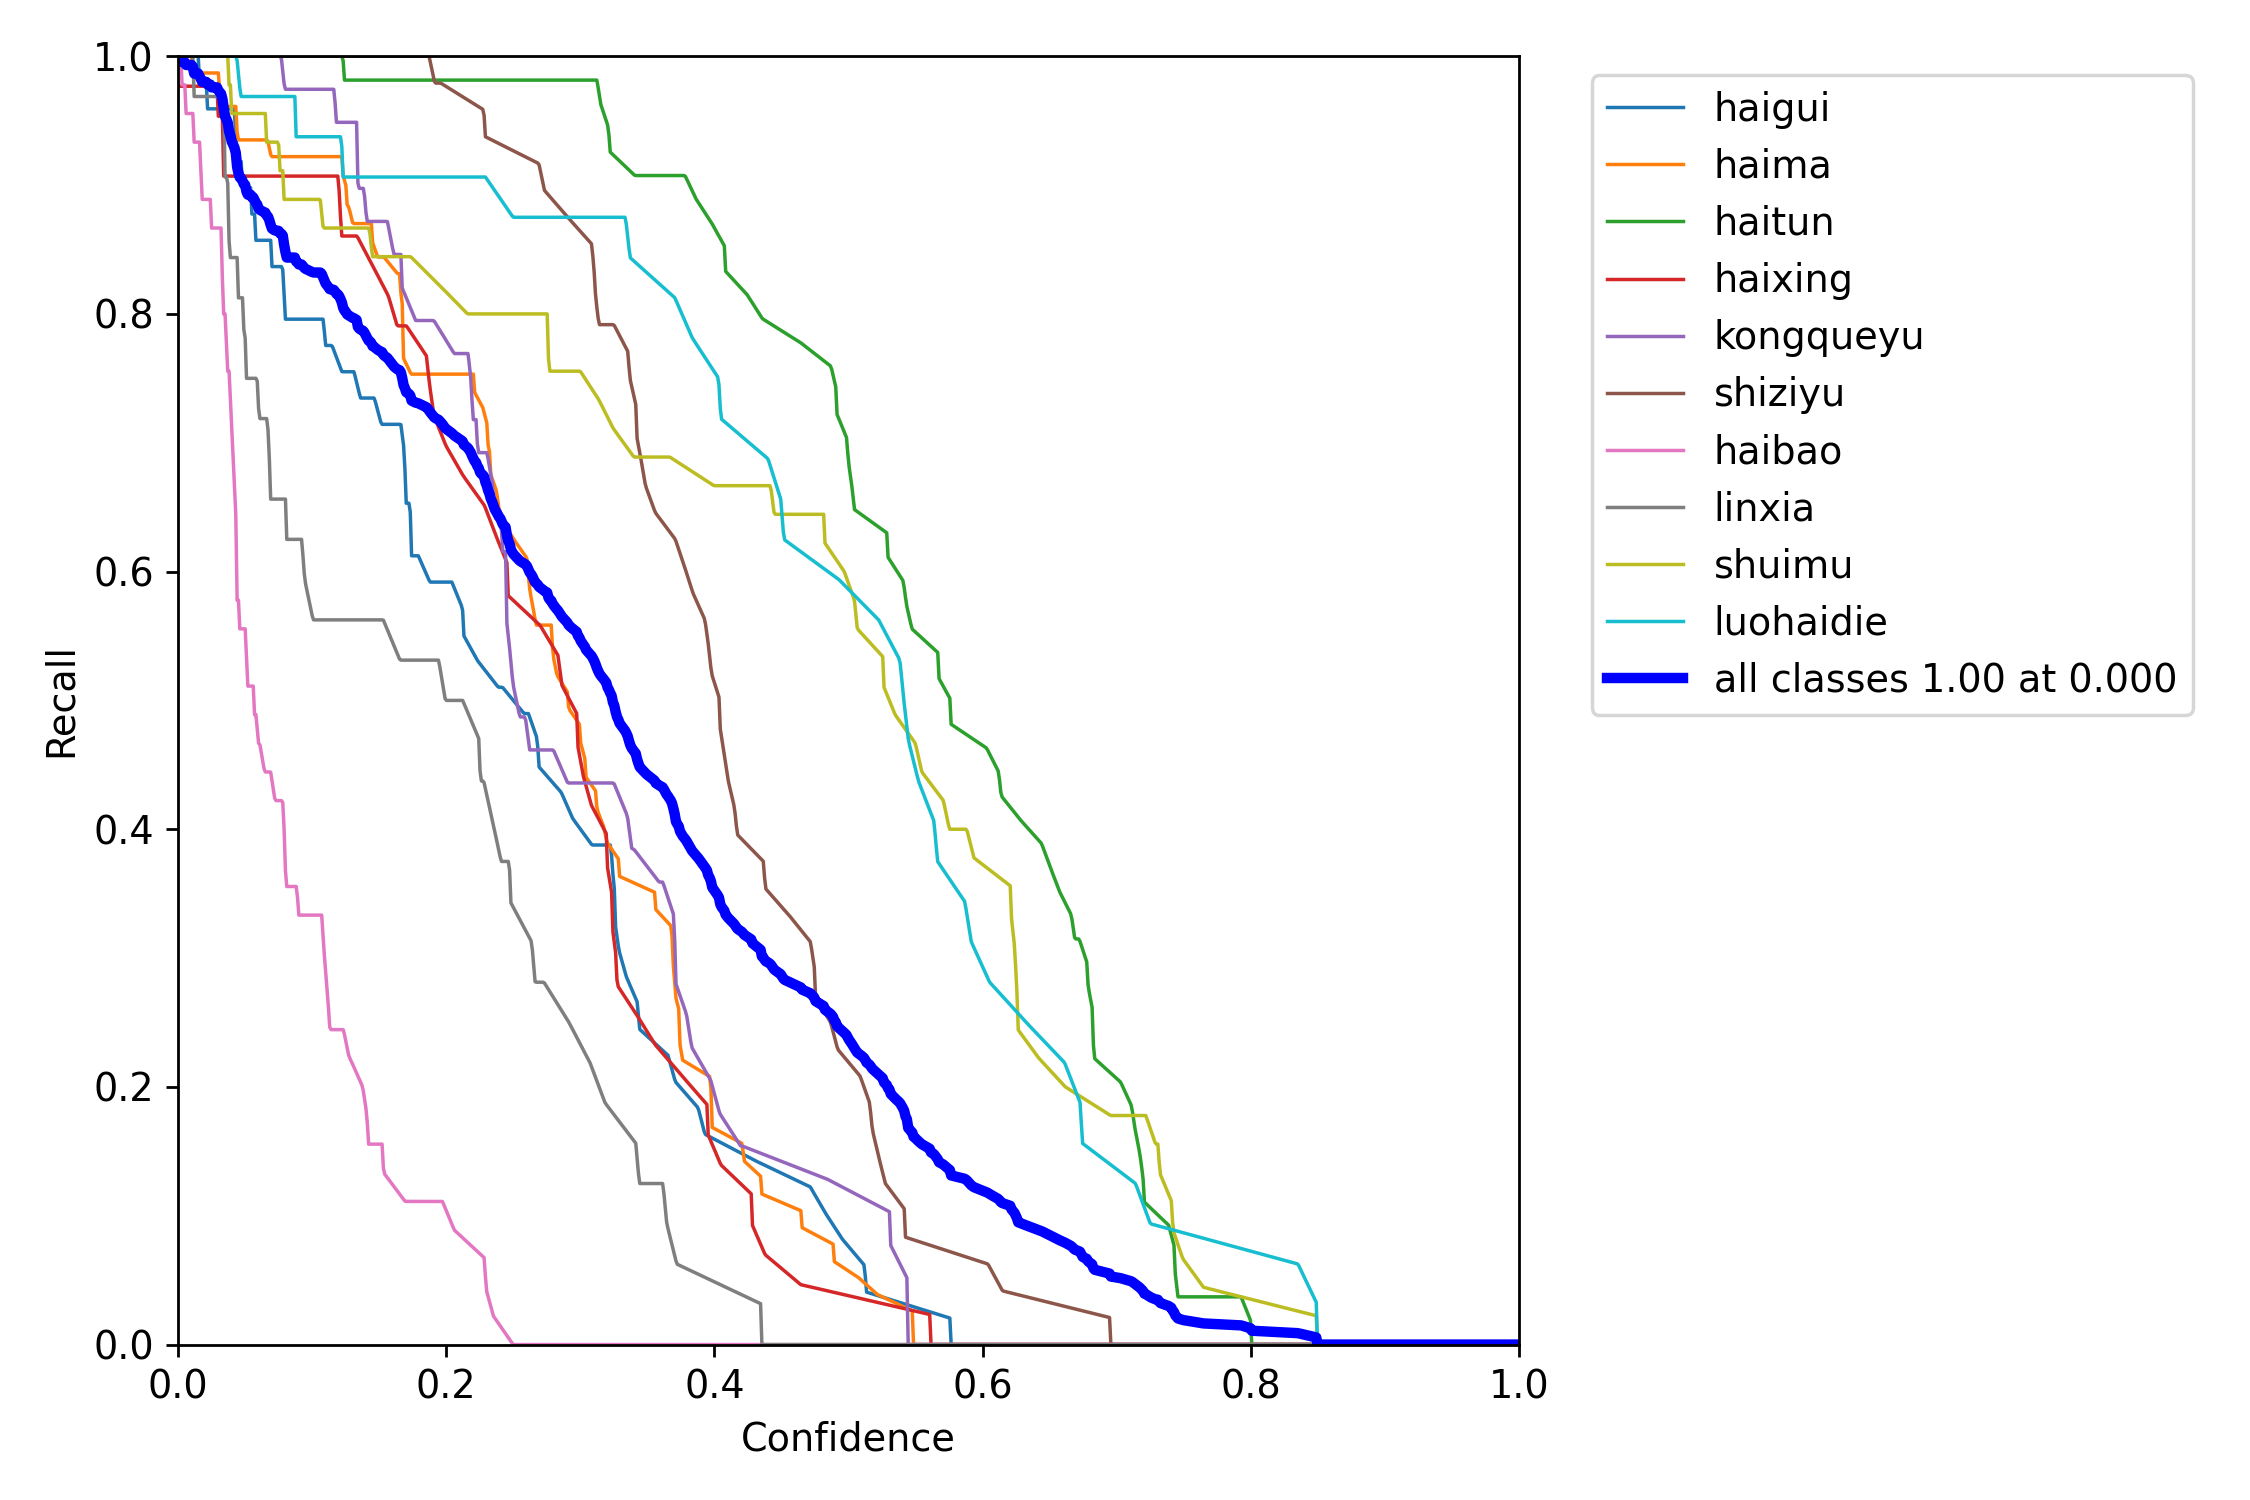 1.0
0.8
0.6
0.4
0.2
0.0
Recall
0.0 0.2 0.4 0.6 0.8 1.0
Confidence
haigui
haima
haitun
haixing
kongqueyu
shiziyu
haibao
linxia
shuimu
luohaidie
all classes 1.00 at 0.000